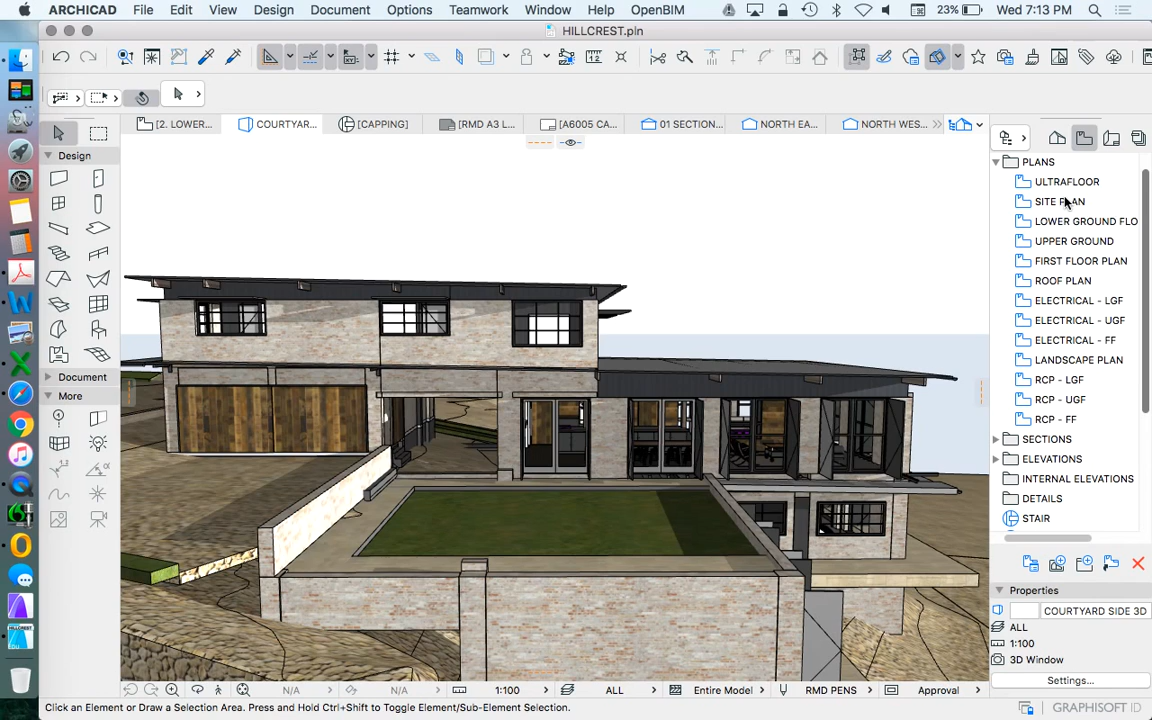 ARCHICAD File Edit View Design Document Options Teamwork Window Help OpenBIM 23% Wed 7:13 PM
HILLCREST.pln
[2. LOWER... COURTYAR... [CAPPING] [RMD A3 L... [A6005 CA... 01 SECTION... NORTH EA... NORTH WES...
Design
Document
More
PLANS
ULTRAFLOOR
SITE PLAN
LOWER GROUND FLO
UPPER GROUND
FIRST FLOOR PLAN
ROOF PLAN
ELECTRICAL - LGF
ELECTRICAL - UGF
ELECTRICAL - FF
LANDSCAPE PLAN
RCP - LGF
RCP - UGF
RCP - FF
SECTIONS
ELEVATIONS
INTERNAL ELEVATIONS
DETAILS
STAIR
Properties
COURTYARD SIDE 3D
ALL
1:100
3D Window
Settings...
N/A N/A 1:100 ALL Entire Model RMD PENS Approval
Click an Element or Draw a Selection Area. Press and Hold Ctrl+Shift to Toggle Element/Sub-Element Selection.
GRAPHISOFT ID